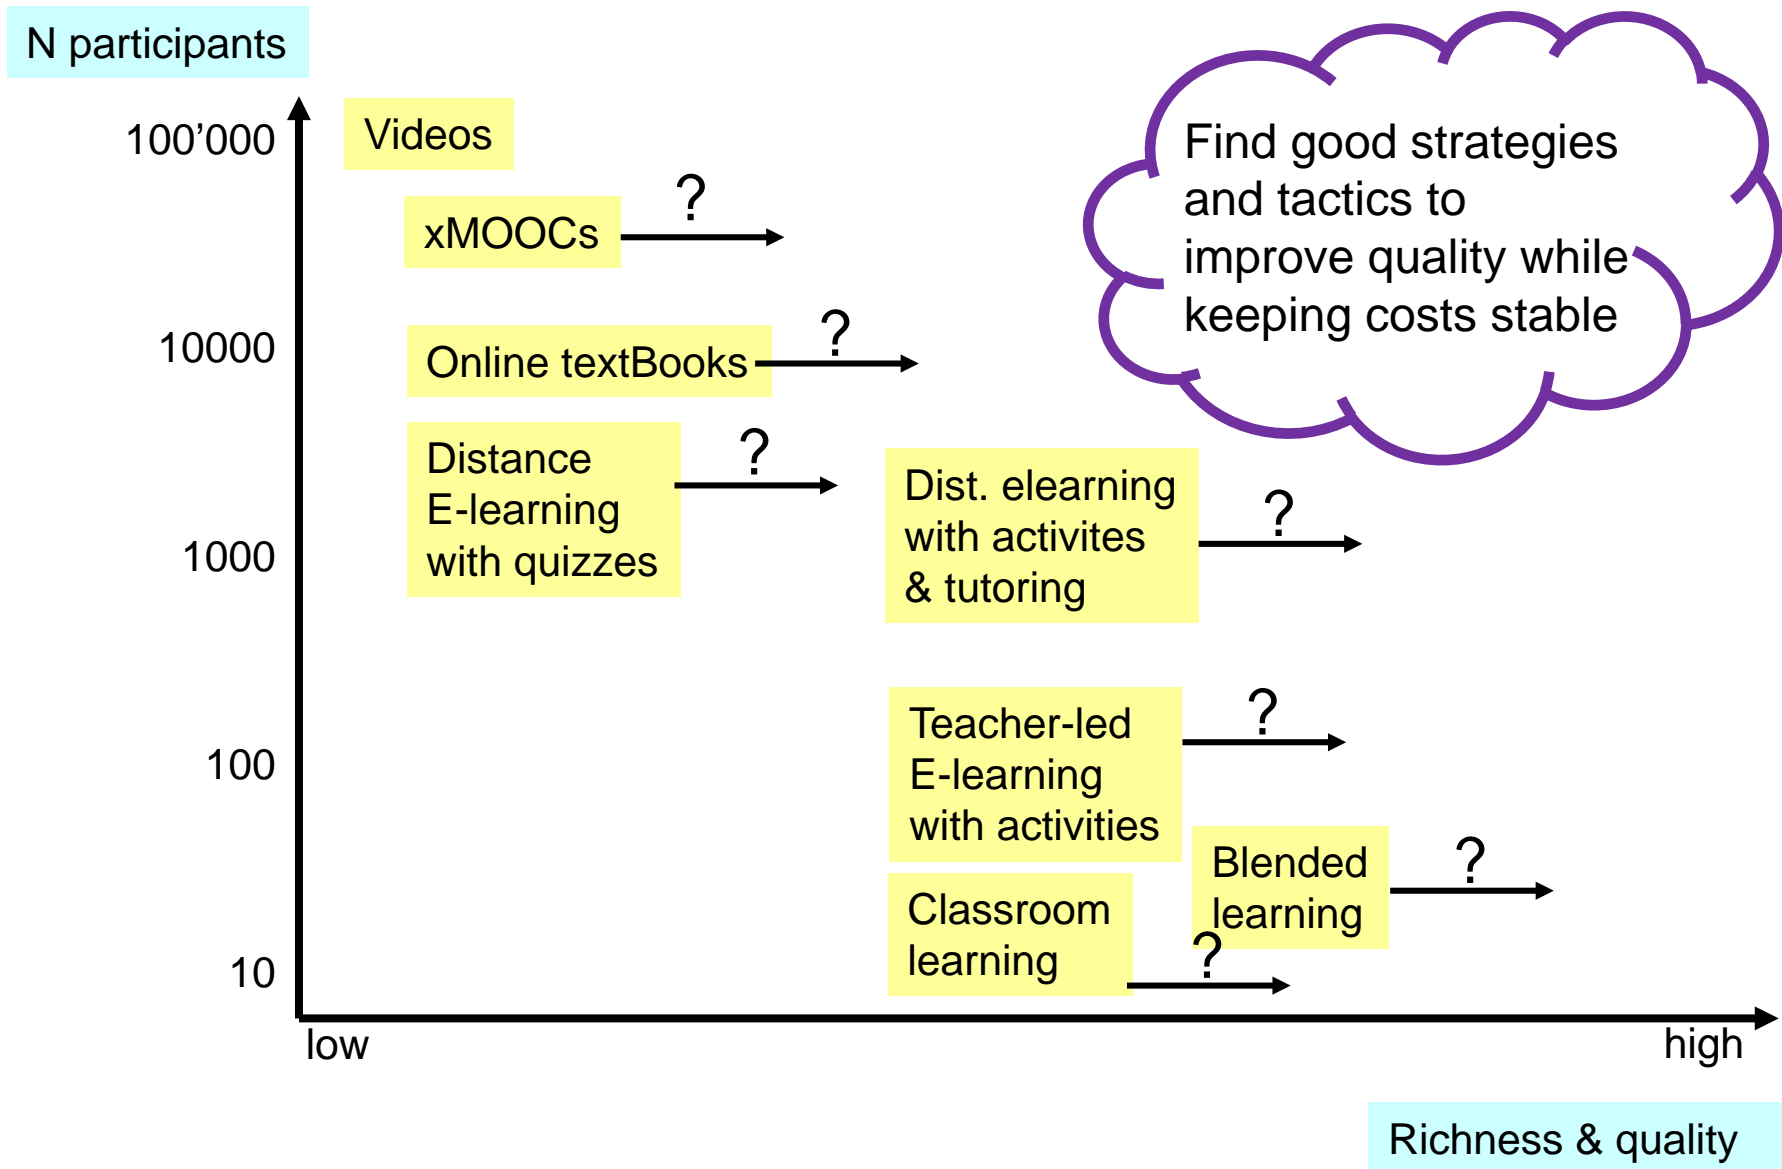 N participants
100’000
Videos
?
xMOOCs
Find good strategies
and tactics to
improve quality while
keeping costs stable
10000
Online textBooks
?
Distance
E-learning
with quizzes
?
Dist. elearning
with activites
& tutoring
?
1000
Teacher-led
E-learning
with activities
?
100
Blended
learning
?
Classroom
learning
?
10
low
high
Richness & quality